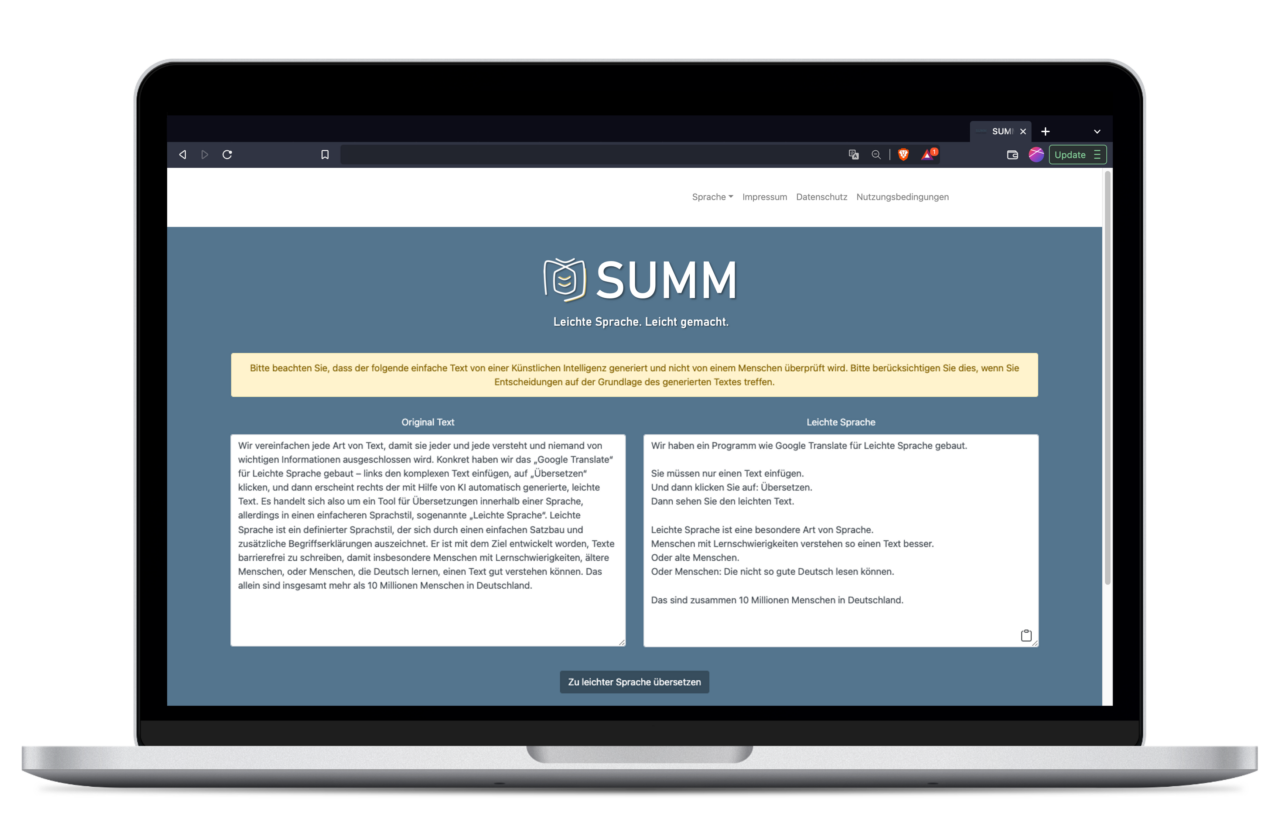 SUMM
1
Update
Sprache Impressum Datenschutz Nutzungsbedingungen
SUMM
Leichte Sprache. Leicht gemacht.
Bitte beachten Sie, dass der folgende einfache Text von einer Künstlichen Intelligenz generiert und nicht von einem Menschen überprüft wird. Bitte berücksichtigen Sie dies, wenn Sie
Entscheidungen auf der Grundlage des generierten Textes treffen.
Original Text
Wir vereinfachen jede Art von Text, damit sie jeder und jede versteht und niemand von
wichtigen Informationen ausgeschlossen wird. Konkret haben wir das „Google Translate“
für Leichte Sprache gebaut – links den komplexen Text einfügen, auf „Übersetzen“
klicken, und dann erscheint rechts der mit Hilfe von KI automatisch generierte, leichte
Text. Es handelt sich also um ein Tool für Übersetzungen innerhalb einer Sprache,
allerdings in einen einfacheren Sprachstil, sogenannte „Leichte Sprache“. Leichte
Sprache ist ein definierter Sprachstil, der sich durch einen einfachen Satzbau und
zusätzliche Begriffserklärungen auszeichnet. Er ist mit dem Ziel entwickelt worden, Texte
barrierefrei zu schreiben, damit insbesondere Menschen mit Lernschwierigkeiten, ältere
Menschen, oder Menschen, die Deutsch lernen, einen Text gut verstehen können. Das
allein sind insgesamt mehr als 10 Millionen Menschen in Deutschland.
Leichte Sprache
Wir haben ein Programm wie Google Translate für Leichte Sprache gebaut.
Sie müssen nur einen Text einfügen.
Und dann klicken Sie auf: Übersetzen.
Dann sehen Sie den leichten Text.
Leichte Sprache ist eine besondere Art von Sprache.
Menschen mit Lernschwierigkeiten verstehen so einen Text besser.
Oder alte Menschen.
Oder Menschen: Die nicht so gute Deutsch lesen können.
Das sind zusammen 10 Millionen Menschen in Deutschland.
Zu leichter Sprache übersetzen